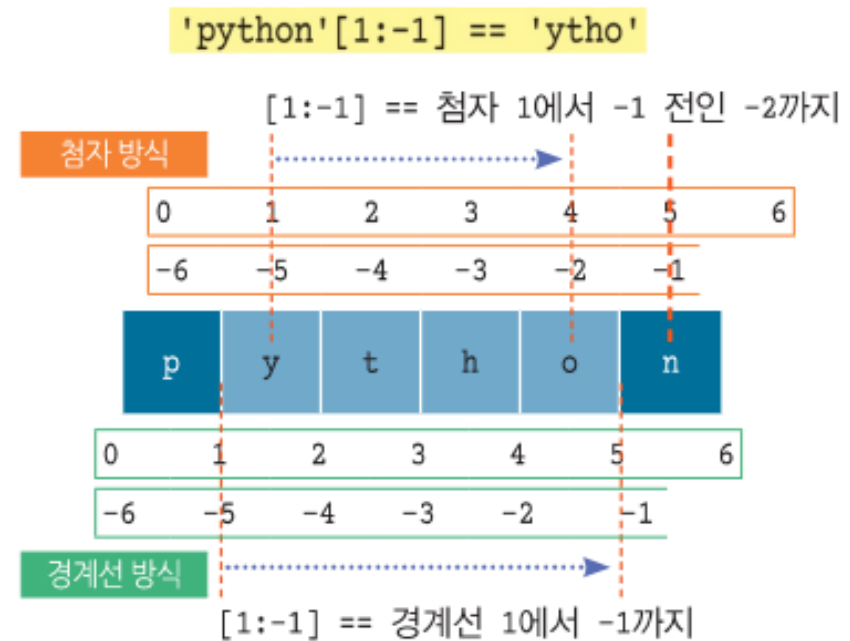 'python'[1:-1] == 'ytho'
[1:-1] == 첨자 1에서 -1 전인 -2까지
첨자 방식
0 1 2 3 4 5 6
-6 -5 -4 -3 -2 -1
p y t h o n
0 1 2 3 4 5 6
-6 -5 -4 -3 -2 -1
경계선 방식
[1:-1] == 경계선 1에서 -1까지